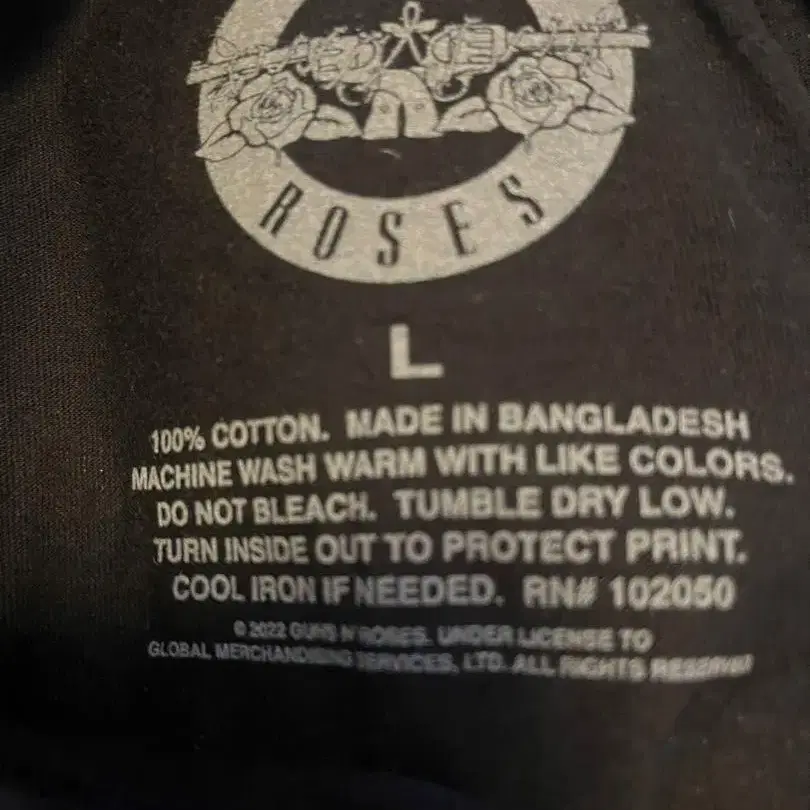 ROSES
L
100% COTTON. MADE IN BANGLADESH
MACHINE WASH WARM WITH LIKE COLORS.
DO NOT BLEACH. TUMBLE DRY LOW.
TURN INSIDE OUT TO PROTECT PRINT.
COOL IRON IF NEEDED. RN# 102050
© 2022 GUNS N' ROSES. UNDER LICENSE TO
GLOBAL MERCHANDISING SERVICES, LTD. ALL RIGHTS RESERVED